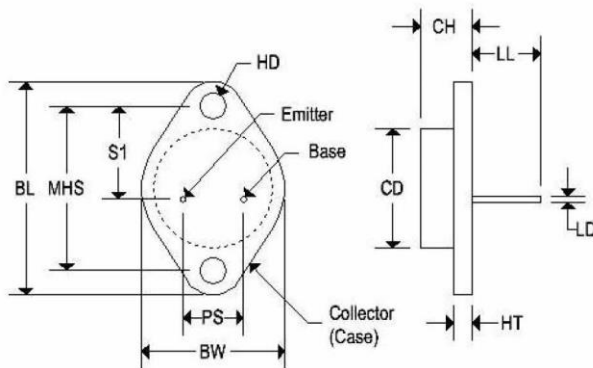 CH
LL
HD
Emitter
Base
S1
BL
MHS
CD
LD
PS
Collector
(Case)
HT
BW